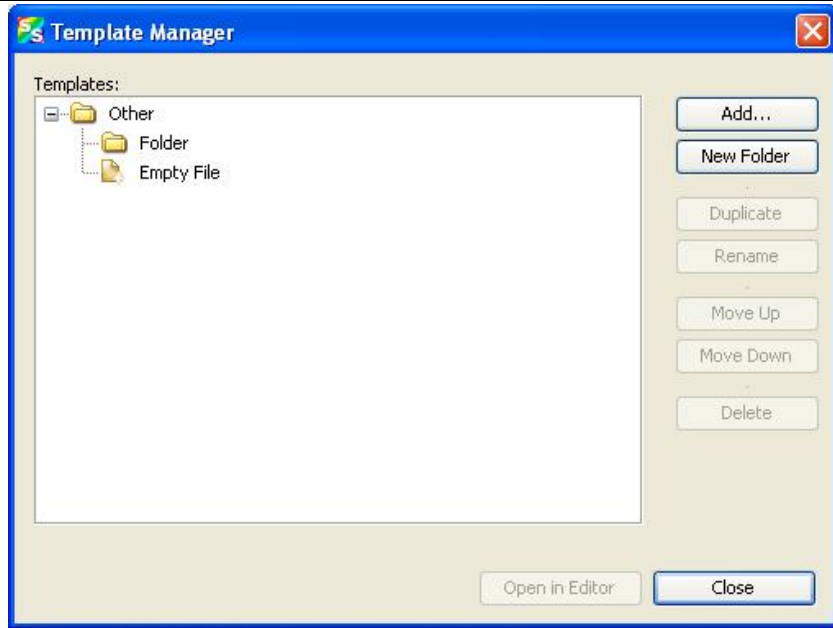 Template Manager
Templates:
Other
Folder
Empty File
Add...
New Folder
Duplicate
Rename
Move Up
Move Down
Delete
Open in Editor
Close